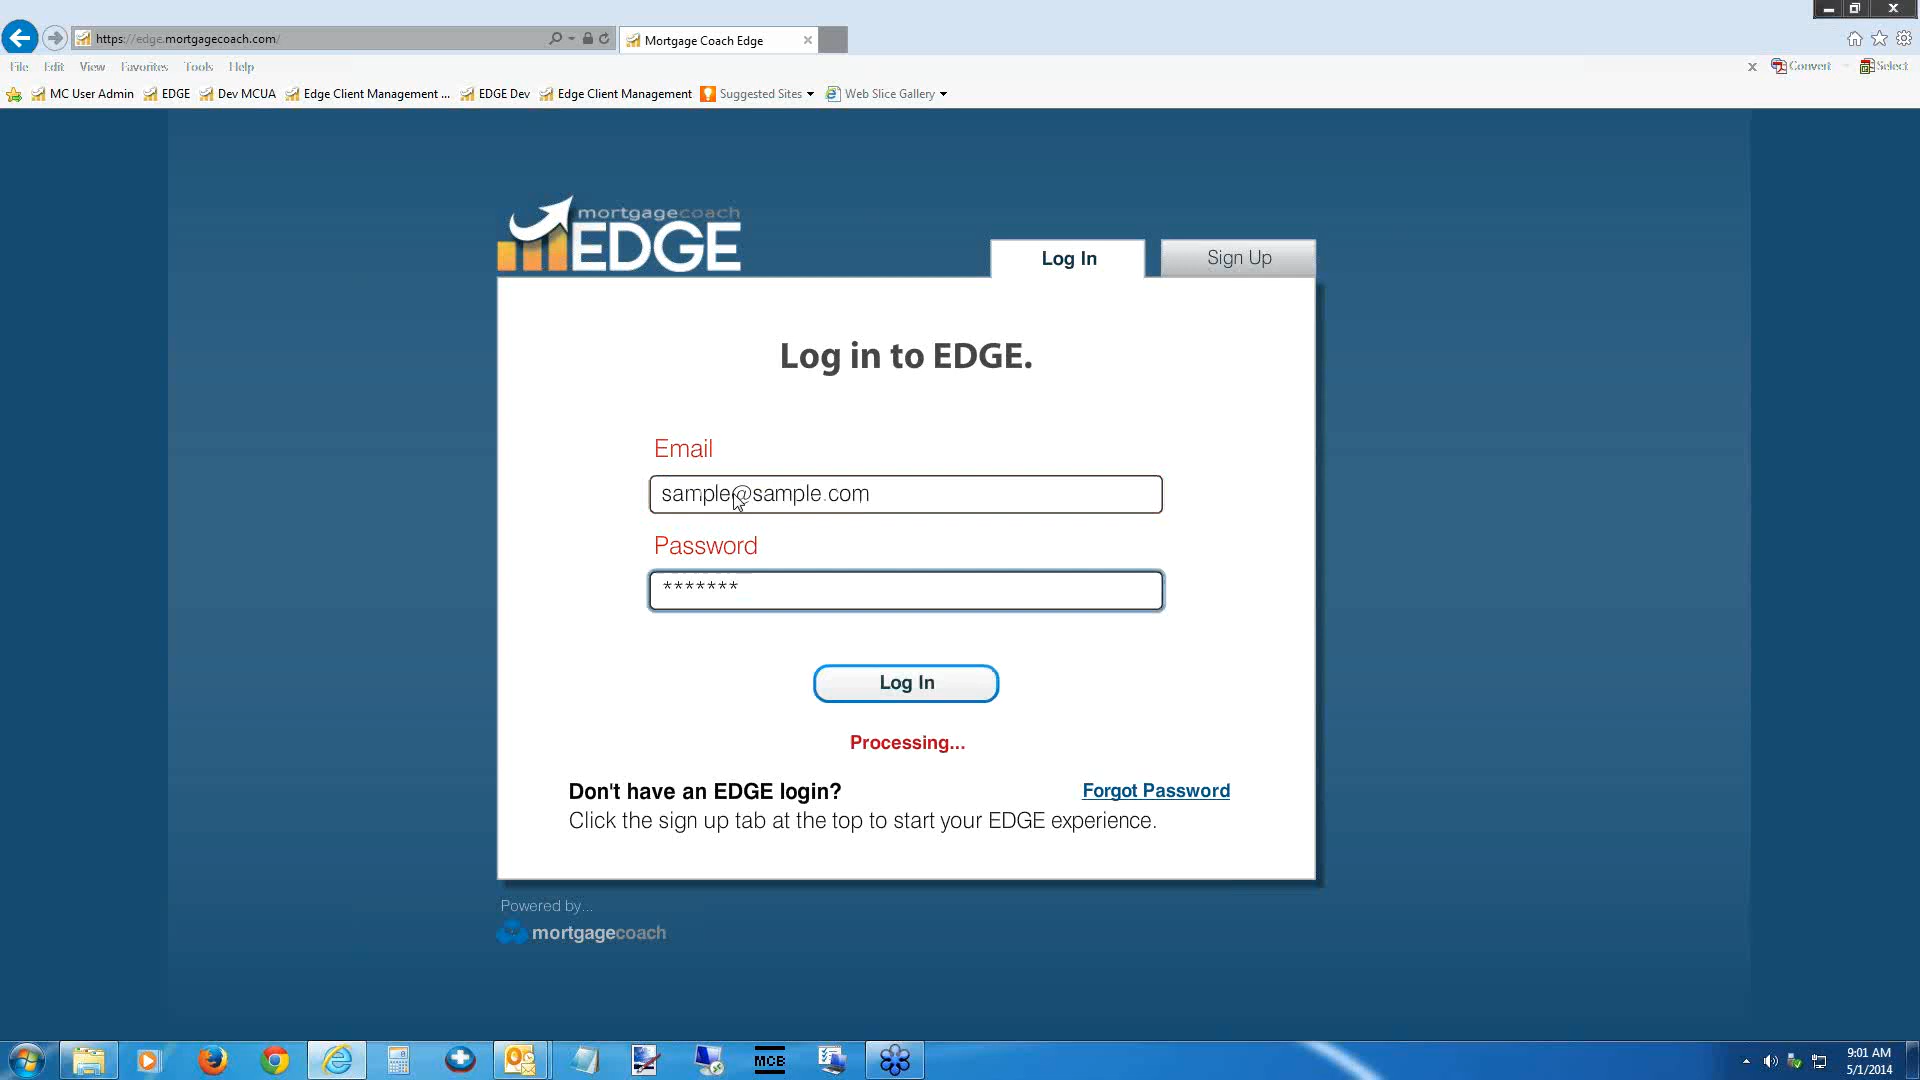 https://edge.mortgagecoach.com/
Mortgage Coach Edge
File Edit View Favorites Tools Help
Convert Select
MC User Admin EDGE Dev MCUA Edge Client Management ... EDGE Dev Edge Client Management Suggested Sites Web Slice Gallery
mortgagecoach
EDGE
Log In Sign Up
Log in to EDGE.
Email
sample@sample.com
Password
*******
Log In
Processing...
Don't have an EDGE login? Forgot Password
Click the sign up tab at the top to start your EDGE experience.
Powered by...
mortgagecoach
MCB
9:01 AM
5/1/2014